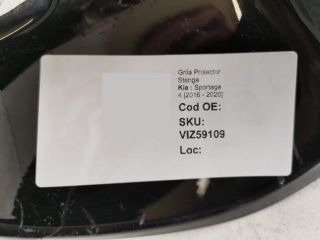 Grila Proiector
Stanga
Kia : Sportage
4 [2016 - 2020]
Cod OE:
SKU:
VIZ59109
Loc: